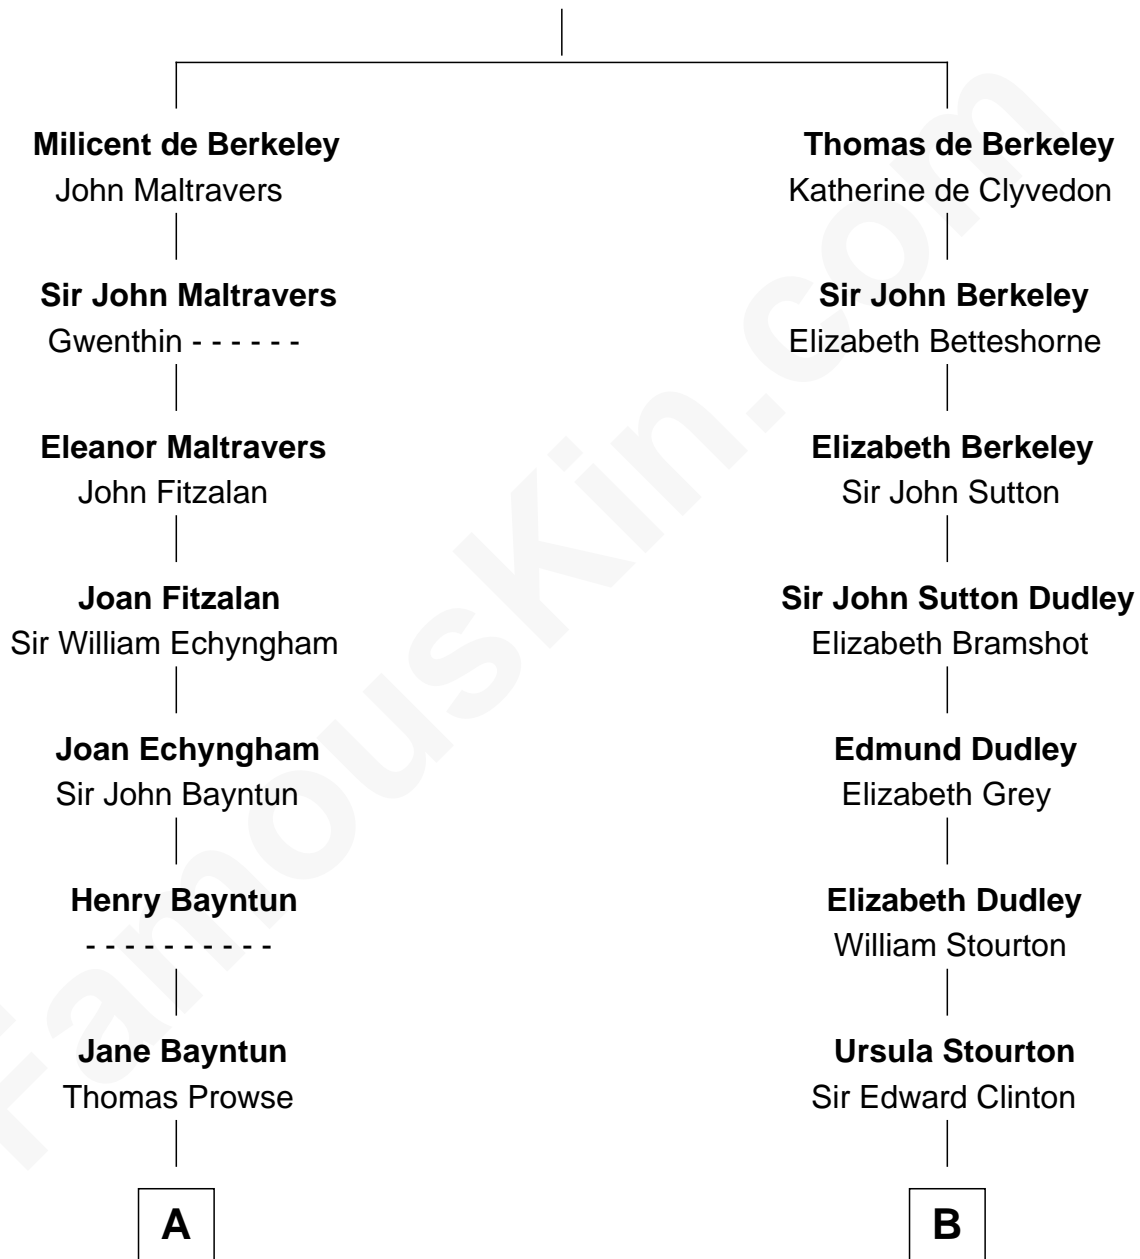 Milicent de Berkeley
John Maltravers
Sir John Maltravers
Gwenthin - - - - - -
Eleanor Maltravers
John Fitzalan
Joan Fitzalan
Sir William Echyngham
Joan Echyngham
Sir John Bayntun
Henry Bayntun
- - - - - - - - - -
Jane Bayntun
Thomas Prowse
A
Thomas de Berkeley
Katherine de Clyvedon
Sir John Berkeley
Elizabeth Betteshorne
Elizabeth Berkeley
Sir John Sutton
Sir John Sutton Dudley
Elizabeth Bramshot
Edmund Dudley
Elizabeth Grey
Elizabeth Dudley
William Stourton
Ursula Stourton
Sir Edward Clinton
B
FamousKin.com